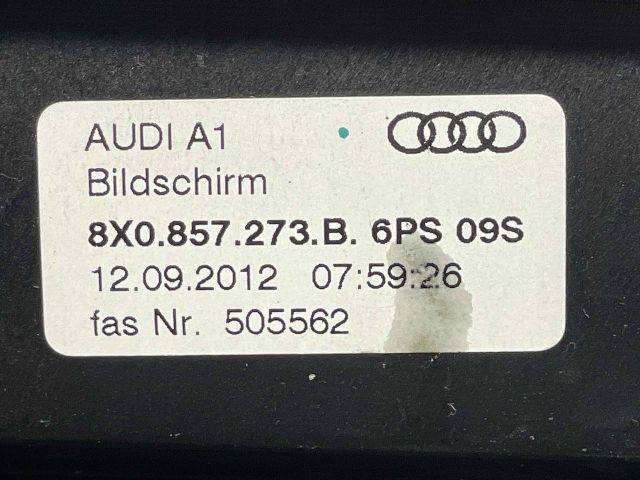 AUDI A1
Bildschirm
8X0.857.273.B. 6PS 09S
12.09.2012 07:59:26
fas Nr. 505562